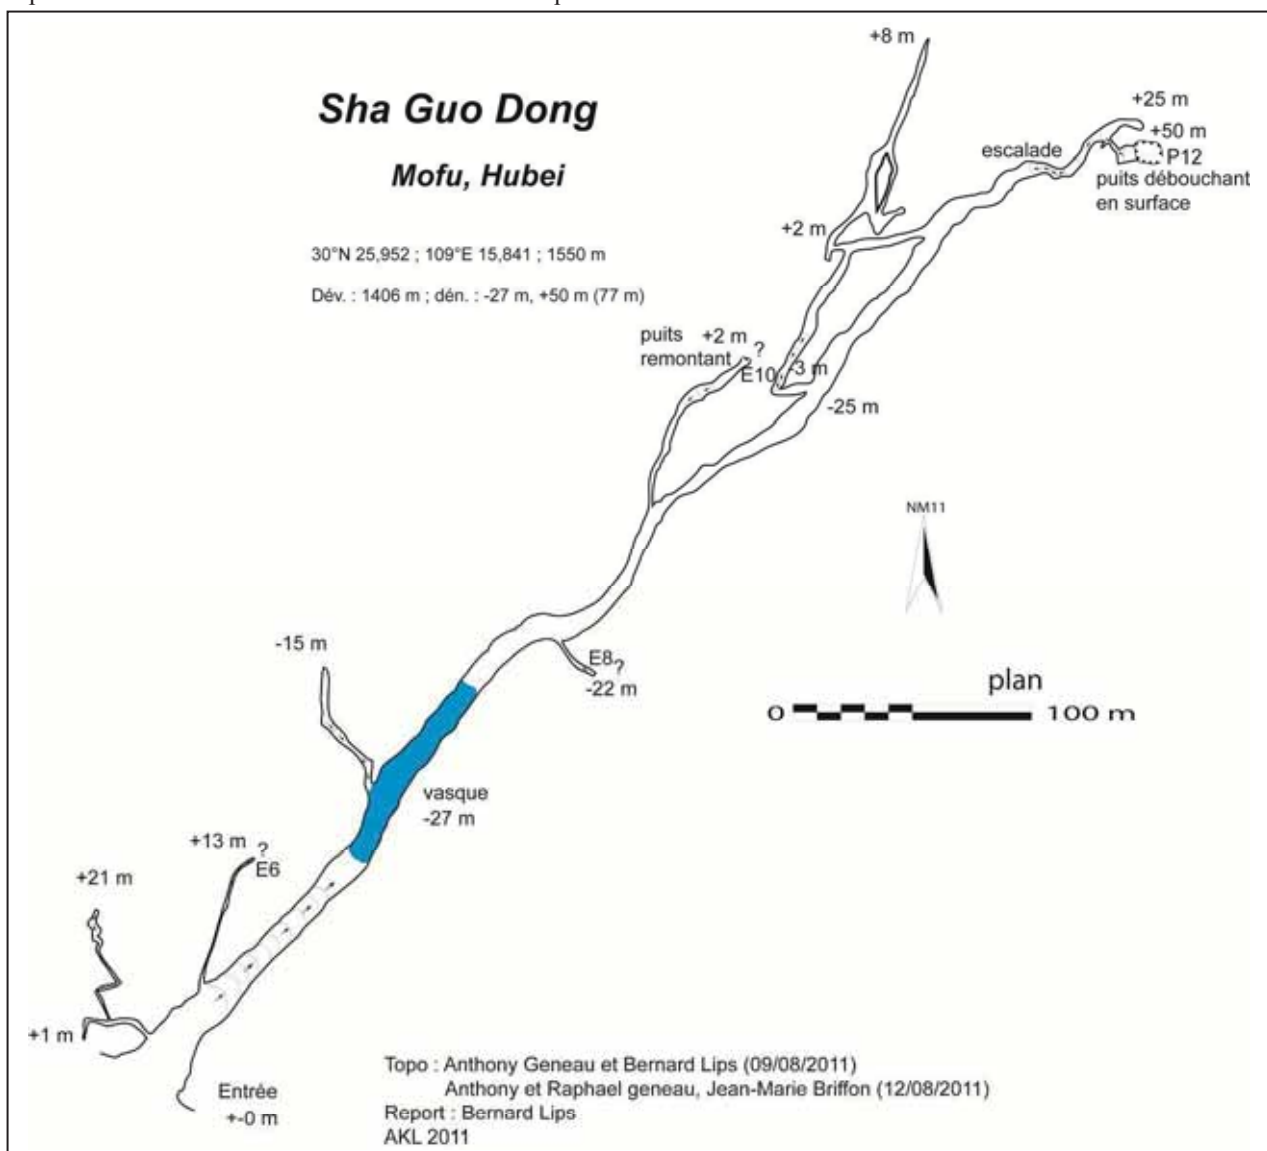 Sha Guo Dong
Mofu, Hubei
30°N 25,952 ; 109°E 15,841 ; 1550 m
Dév. : 1406 m ; dén. : -27 m, +50 m (77 m)
+8 m
+25 m
+50 m
P12
escalade
puits débouchant
en surface
+2 m
puits
remontant
+2 m
?
E10
-3 m
-25 m
NM11
-15 m
E8
?
-22 m
plan
0
100 m
vasque
-27 m
+13 m
?
E6
+21 m
+1 m
Entrée
+-0 m
Topo : Anthony Geneau et Bernard Lips (09/08/2011)
Anthony et Raphael geneau, Jean-Marie Briffon (12/08/2011)
Report : Bernard Lips
AKL 2011